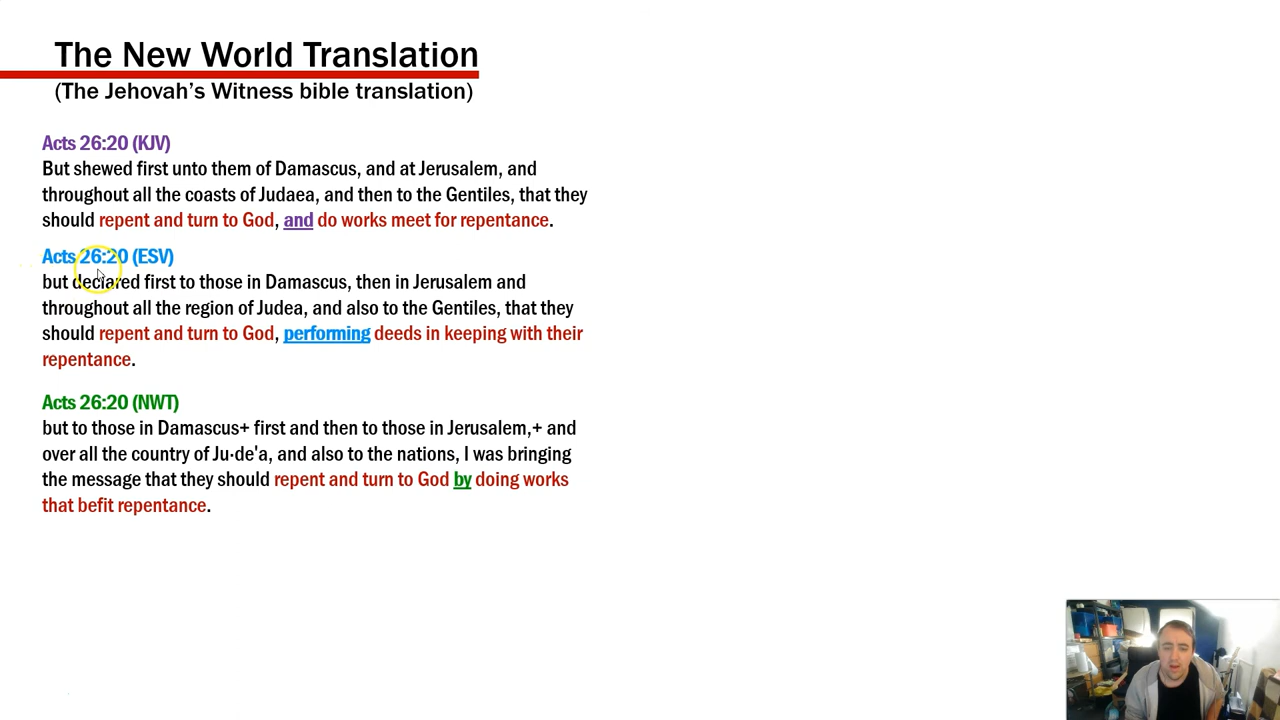 The New World Translation
(The Jehovah's Witness bible translation)
Acts 26:20 (KJV)
But shewed first unto them of Damascus, and at Jerusalem, and
throughout all the coasts of Judaea, and then to the Gentiles, that they
should repent and turn to God, and do works meet for repentance.
Acts 26:20 (ESV)
but declared first to those in Damascus, then in Jerusalem and
throughout all the region of Judea, and also to the Gentiles, that they
should repent and turn to God, performing deeds in keeping with their
repentance.
Acts 26:20 (NWT)
but to those in Damascus+ first and then to those in Jerusalem,+ and
over all the country of Ju·de'a, and also to the nations, I was bringing
the message that they should repent and turn to God by doing works
that befit repentance.